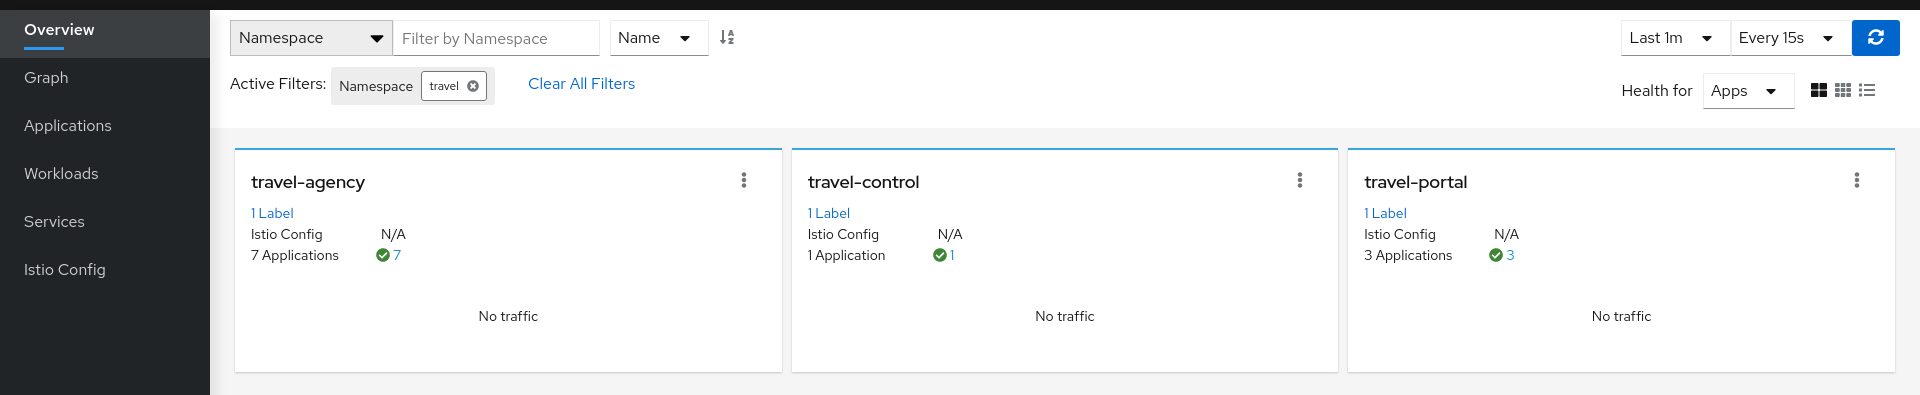 Overview
Graph
Applications
Workloads
Services
Istio Config
Namespace
Filter by Namespace
Name
Last 1m
Every 15s
Active Filters:
Namespace
travel
Clear All Filters
Health for
Apps
travel-agency
1 Label
Istio Config N/A
7 Applications 7
No traffic
travel-control
1 Label
Istio Config N/A
1 Application 1
No traffic
travel-portal
1 Label
Istio Config N/A
3 Applications 3
No traffic